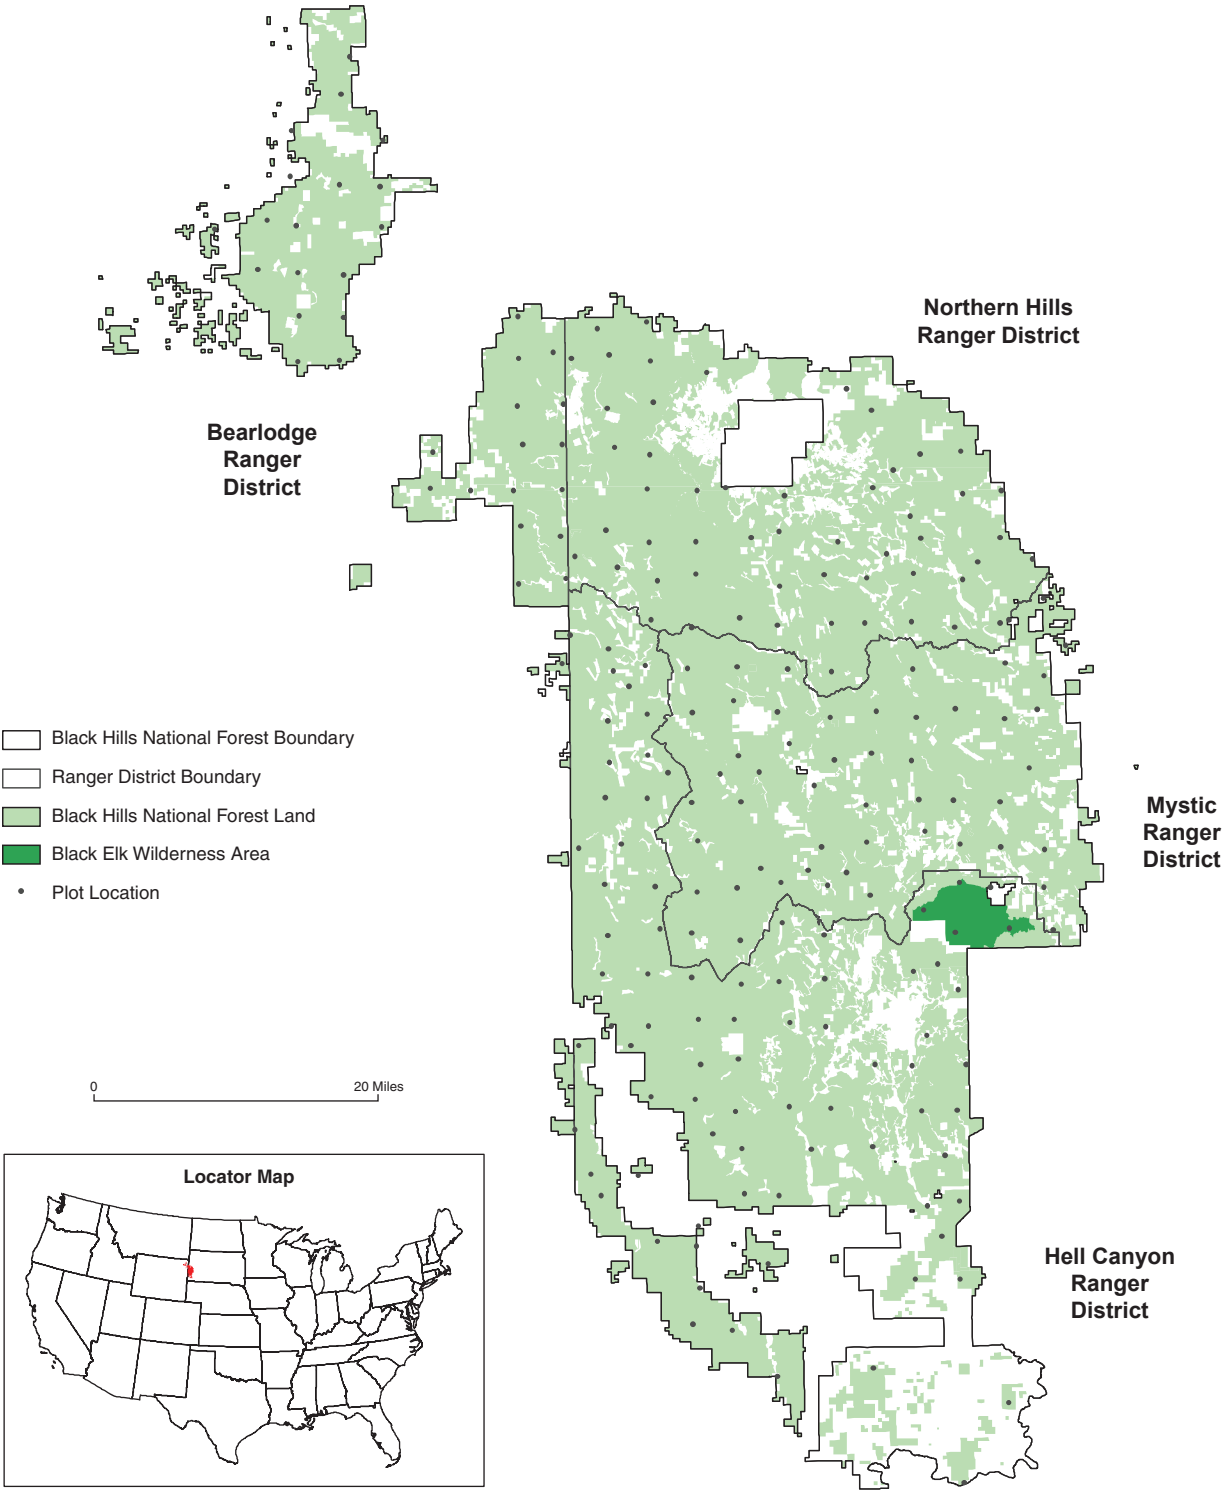 Northern Hills
Ranger District
Bearlodge
Ranger
District
Black Hills National Forest Boundary
Ranger District Boundary
Black Hills National Forest Land
Black Elk Wilderness Area
Plot Location
Mystic
Ranger
District
0
20 Miles
Locator Map
Hell Canyon
Ranger
District